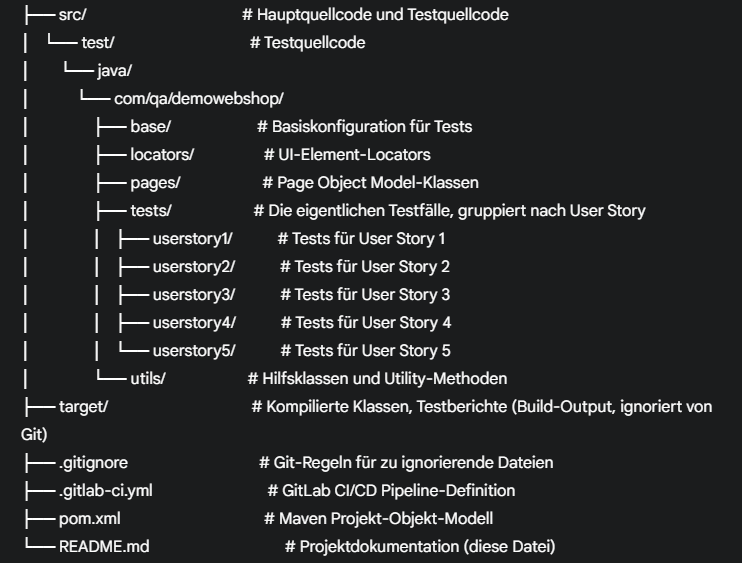 ├── src/ # Hauptquellcode und Testquellcode
│ └── test/ # Testquellcode
│ └── java/
│ └── com/qa/demowebshop/
│ ├── base/ # Basiskonfiguration für Tests
│ ├── locators/ # UI-Element-Locators
│ ├── pages/ # Page Object Model-Klassen
│ ├── tests/ # Die eigentlichen Testfälle, gruppiert nach User Story
│ │ ├── userstory1/ # Tests für User Story 1
│ │ ├── userstory2/ # Tests für User Story 2
│ │ ├── userstory3/ # Tests für User Story 3
│ │ ├── userstory4/ # Tests für User Story 4
│ │ └── userstory5/ # Tests für User Story 5
│ └── utils/ # Hilfsklassen und Utility-Methoden
├── target/ # Kompilierte Klassen, Testberichte (Build-Output, ignoriert von
Git)
├── .gitignore # Git-Regeln für zu ignorierende Dateien
├── .gitlab-ci.yml # GitLab CI/CD Pipeline-Definition
├── pom.xml # Maven Projekt-Objekt-Modell
└── README.md # Projektdokumentation (diese Datei)